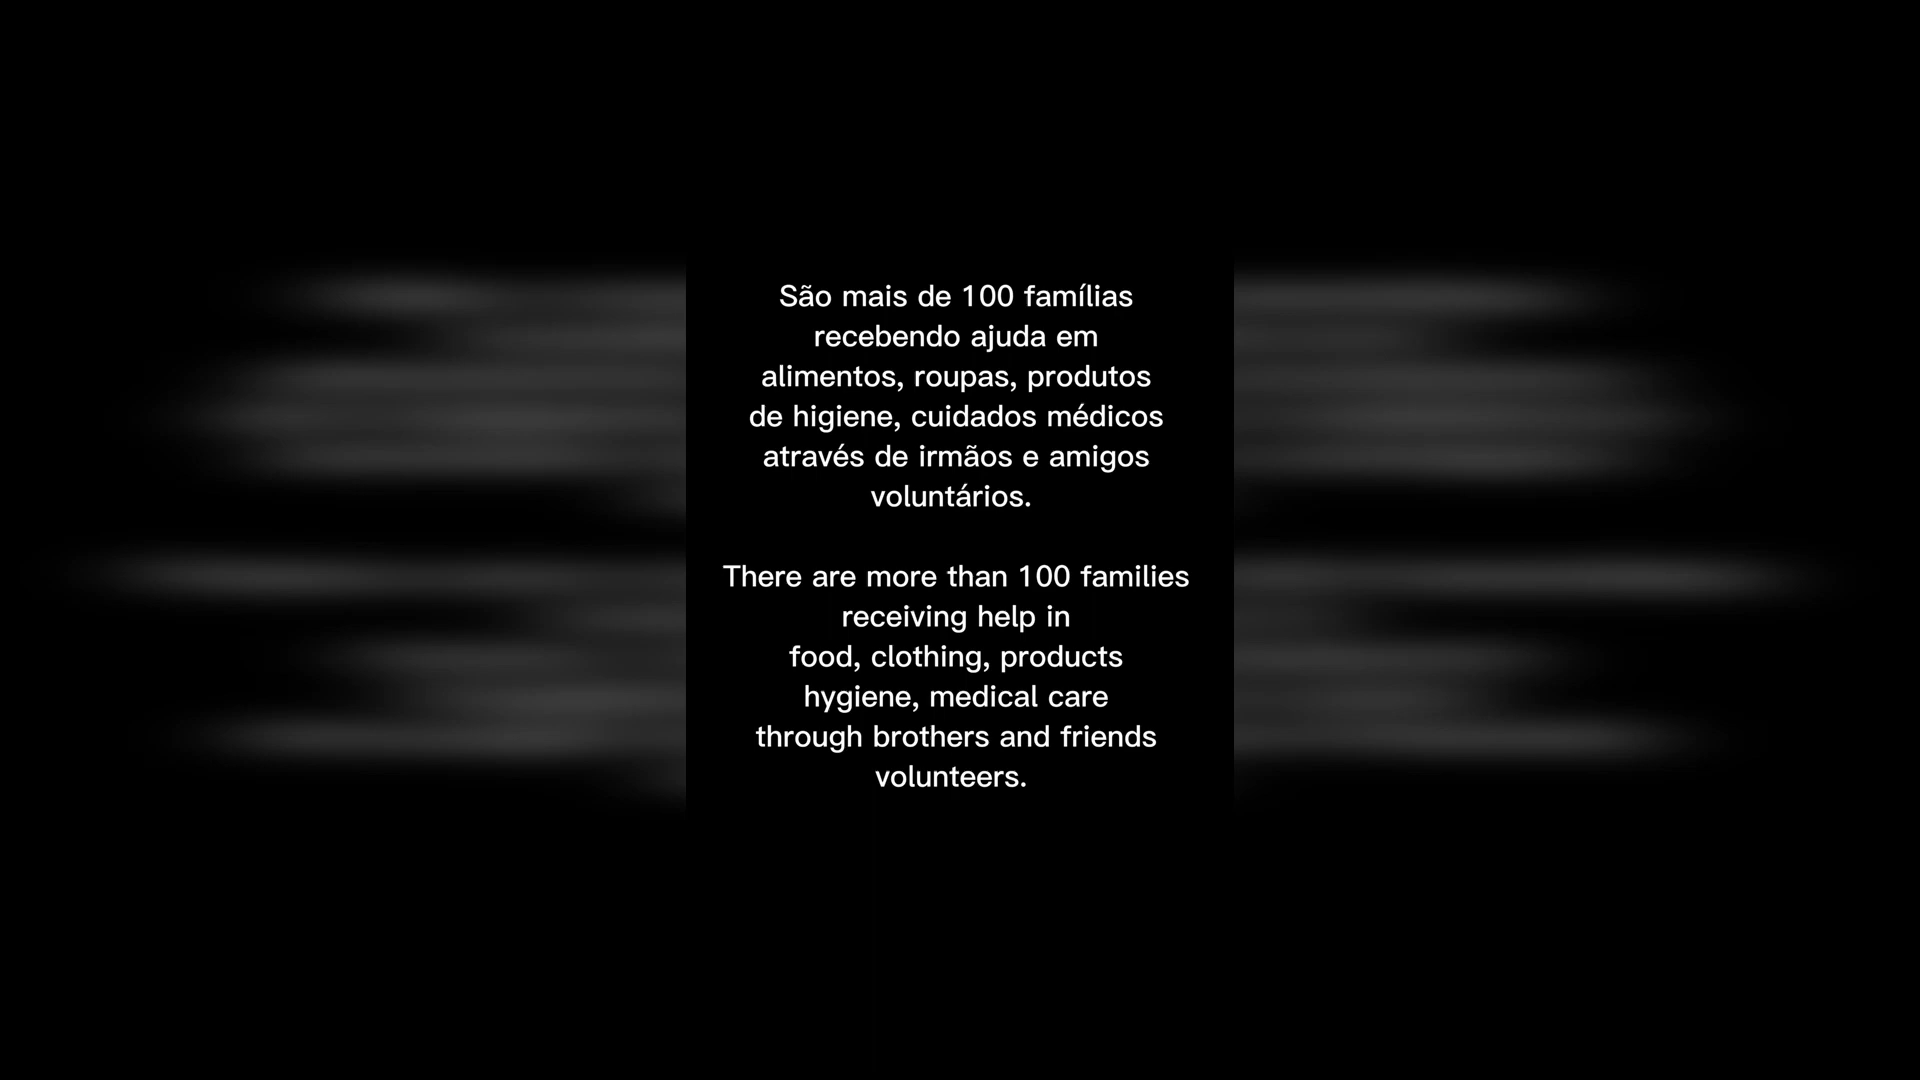 São mais de 100 famílias
recebendo ajuda em
alimentos, roupas, produtos
de higiene, cuidados médicos
através de irmãos e amigos
voluntários.
There are more than 100 families
receiving help in
food, clothing, products
hygiene, medical care
through brothers and friends
volunteers.